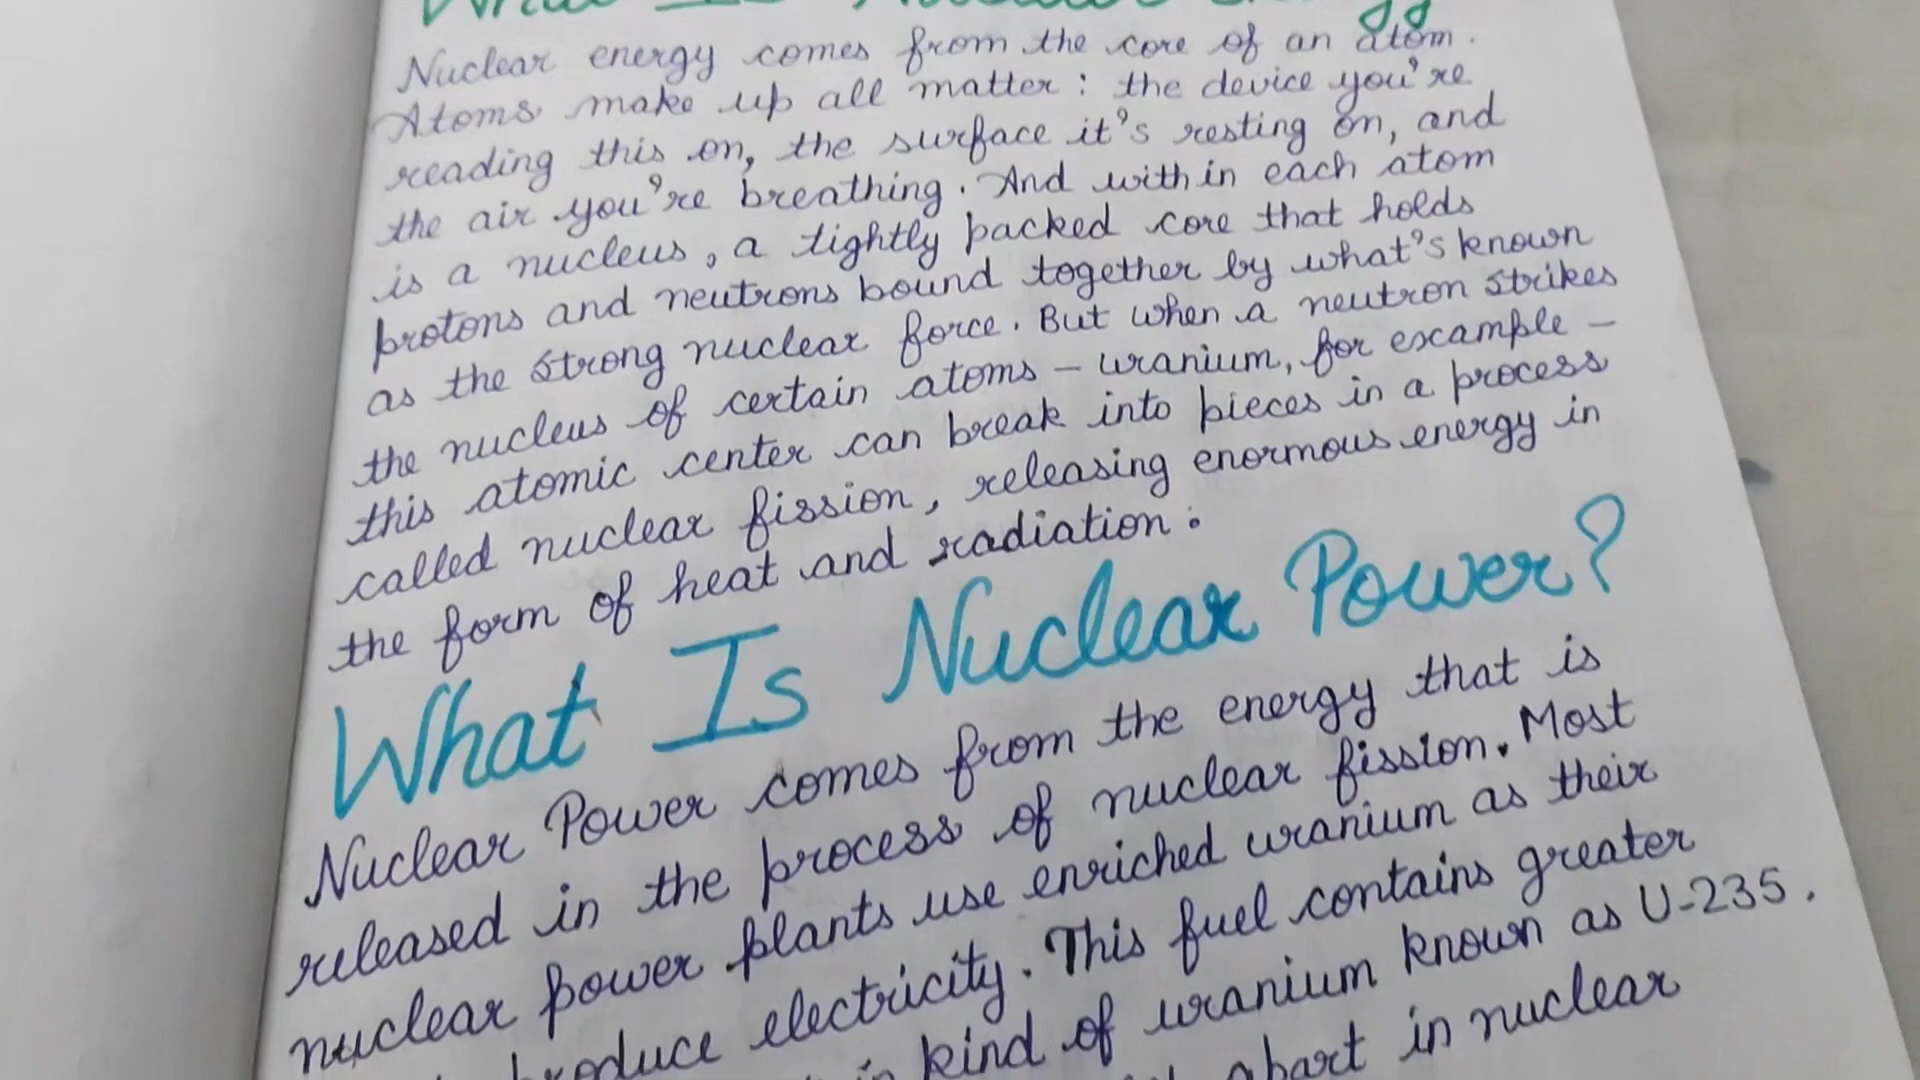 What Is Nuclear Energy
Nuclear energy comes from the core of an atom.
Atoms make up all matter: the device you're
reading this on, the surface it's resting on, and
the air you're breathing. And within each atom
is a nucleus, a tightly packed core that holds
protons and neutrons bound together by what's known
as the strong nuclear force. But when a neutron strikes
the nucleus of certain atoms – uranium, for example –
this atomic center can break into pieces in a process
called nuclear fission, releasing enormous energy in
the form of heat and radiation.
What Is Nuclear Power?
Nuclear Power comes from the energy that is
released in the process of nuclear fission. Most
nuclear power plants use enriched uranium as their
produce electricity. This fuel contains greater
kind of uranium known as U-235.
apart in nuclear